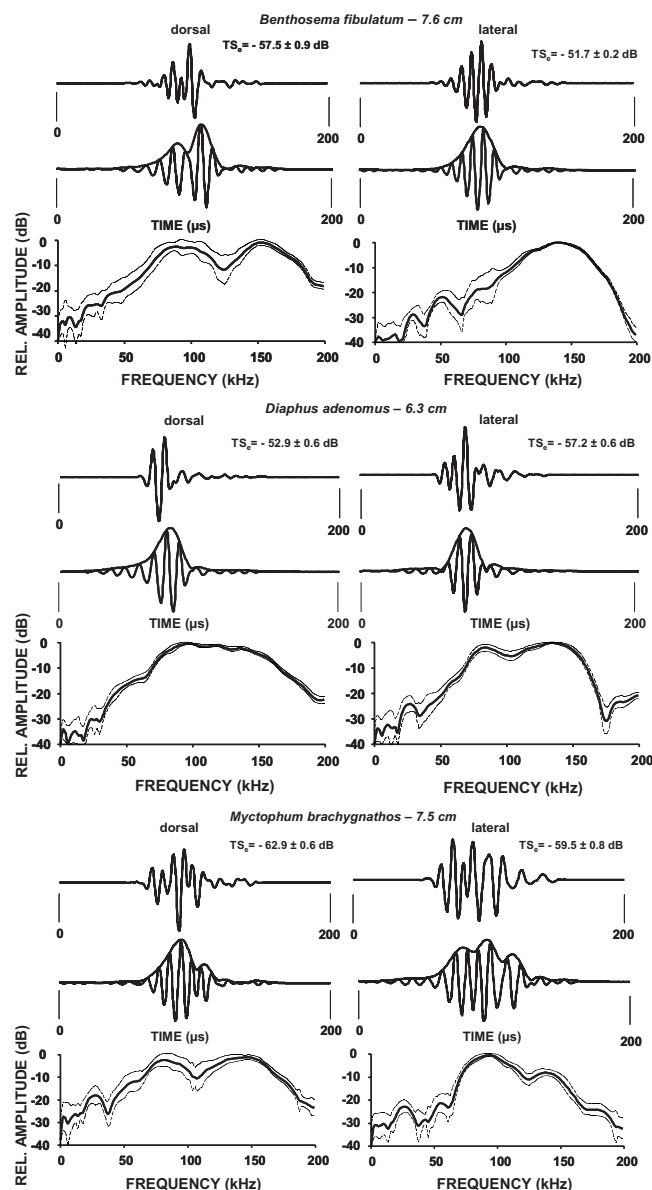 Benthosema fibulatum – 7.6 cm
dorsal
lateral
TSe= - 57.5 ± 0.9 dB
TSe= - 51.7 ± 0.2 dB
0
200
0
200
0
200
0
200
TIME (µs)
TIME (µs)
REL. AMPLITUDE (dB)
0
-10
-20
-30
-40
0
50
100
150
200
0
-10
-20
-30
-40
0
50
100
150
200
FREQUENCY (kHz)
FREQUENCY (kHz)
Diaphus adenomus – 6.3 cm
dorsal
lateral
TSe= - 52.9 ± 0.6 dB
TSe= - 57.2 ± 0.6 dB
0
200
0
200
0
200
0
200
TIME (µs)
TIME (µs)
REL. AMPLITUDE (dB)
0
-10
-20
-30
-40
0
50
100
150
200
0
-10
-20
-30
-40
0
50
100
150
200
FREQUENCY (kHz)
FREQUENCY (kHz)
Myctophum brachygnathos – 7.5 cm
dorsal
lateral
TSe= - 62.9 ± 0.6 dB
TSe= - 59.5 ± 0.8 dB
0
200
0
200
0
200
0
200
TIME (µs)
TIME (µs)
REL. AMPLITUDE (dB)
0
-10
-20
-30
-40
0
50
100
150
200
0
-10
-20
-30
-40
0
50
100
150
200
FREQUENCY (kHz)
FREQUENCY (kHz)